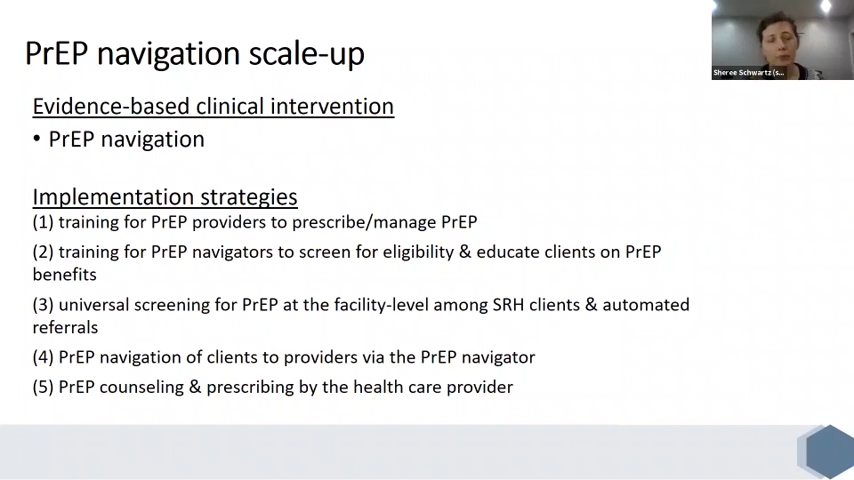 PrEP navigation scale-up
Sheree Schwartz (s...
Evidence-based clinical intervention
• PrEP navigation
Implementation strategies
(1) training for PrEP providers to prescribe/manage PrEP
(2) training for PrEP navigators to screen for eligibility & educate clients on PrEP
benefits
(3) universal screening for PrEP at the facility-level among SRH clients & automated
referrals
(4) PrEP navigation of clients to providers via the PrEP navigator
(5) PrEP counseling & prescribing by the health care provider